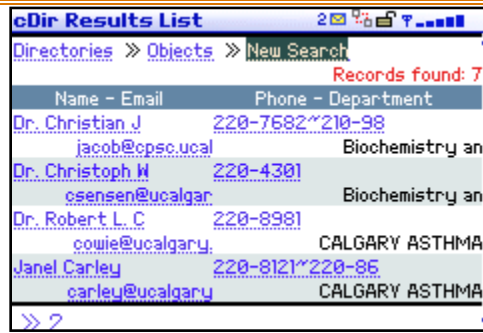 cDir Results List 2
Directories >> Objects >> New Search
Records found: 7
Name - Email Phone - Department
Dr. Christian J 220-7682~210-98
jacob@cpsc.ucal Biochemistry an
Dr. Christoph W 220-4301
csensen@ucalgar Biochemistry an
Dr. Robert L. C 220-8981
cowie@ucalgary. CALGARY ASTHMA
Janel Carley 220-8121~220-86
carley@ucalgary CALGARY ASTHMA
>> 2